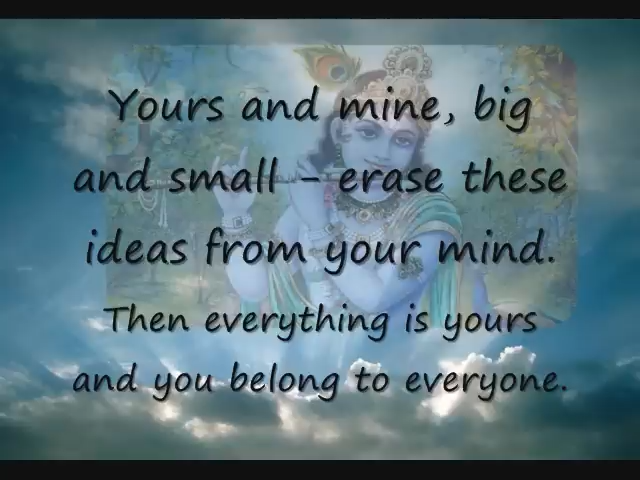 Yours and mine, big
and small - erase these
ideas from your mind.
Then everything is yours
and you belong to everyone.